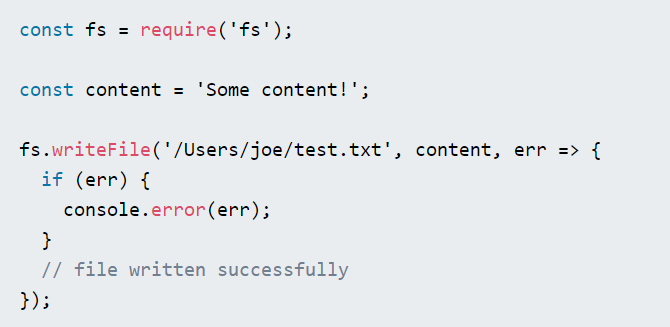 const fs = require('fs');
const content = 'Some content!';
fs.writeFile('/Users/joe/test.txt', content, err => {
  if (err) {
    console.error(err);
  }
  // file written successfully
});